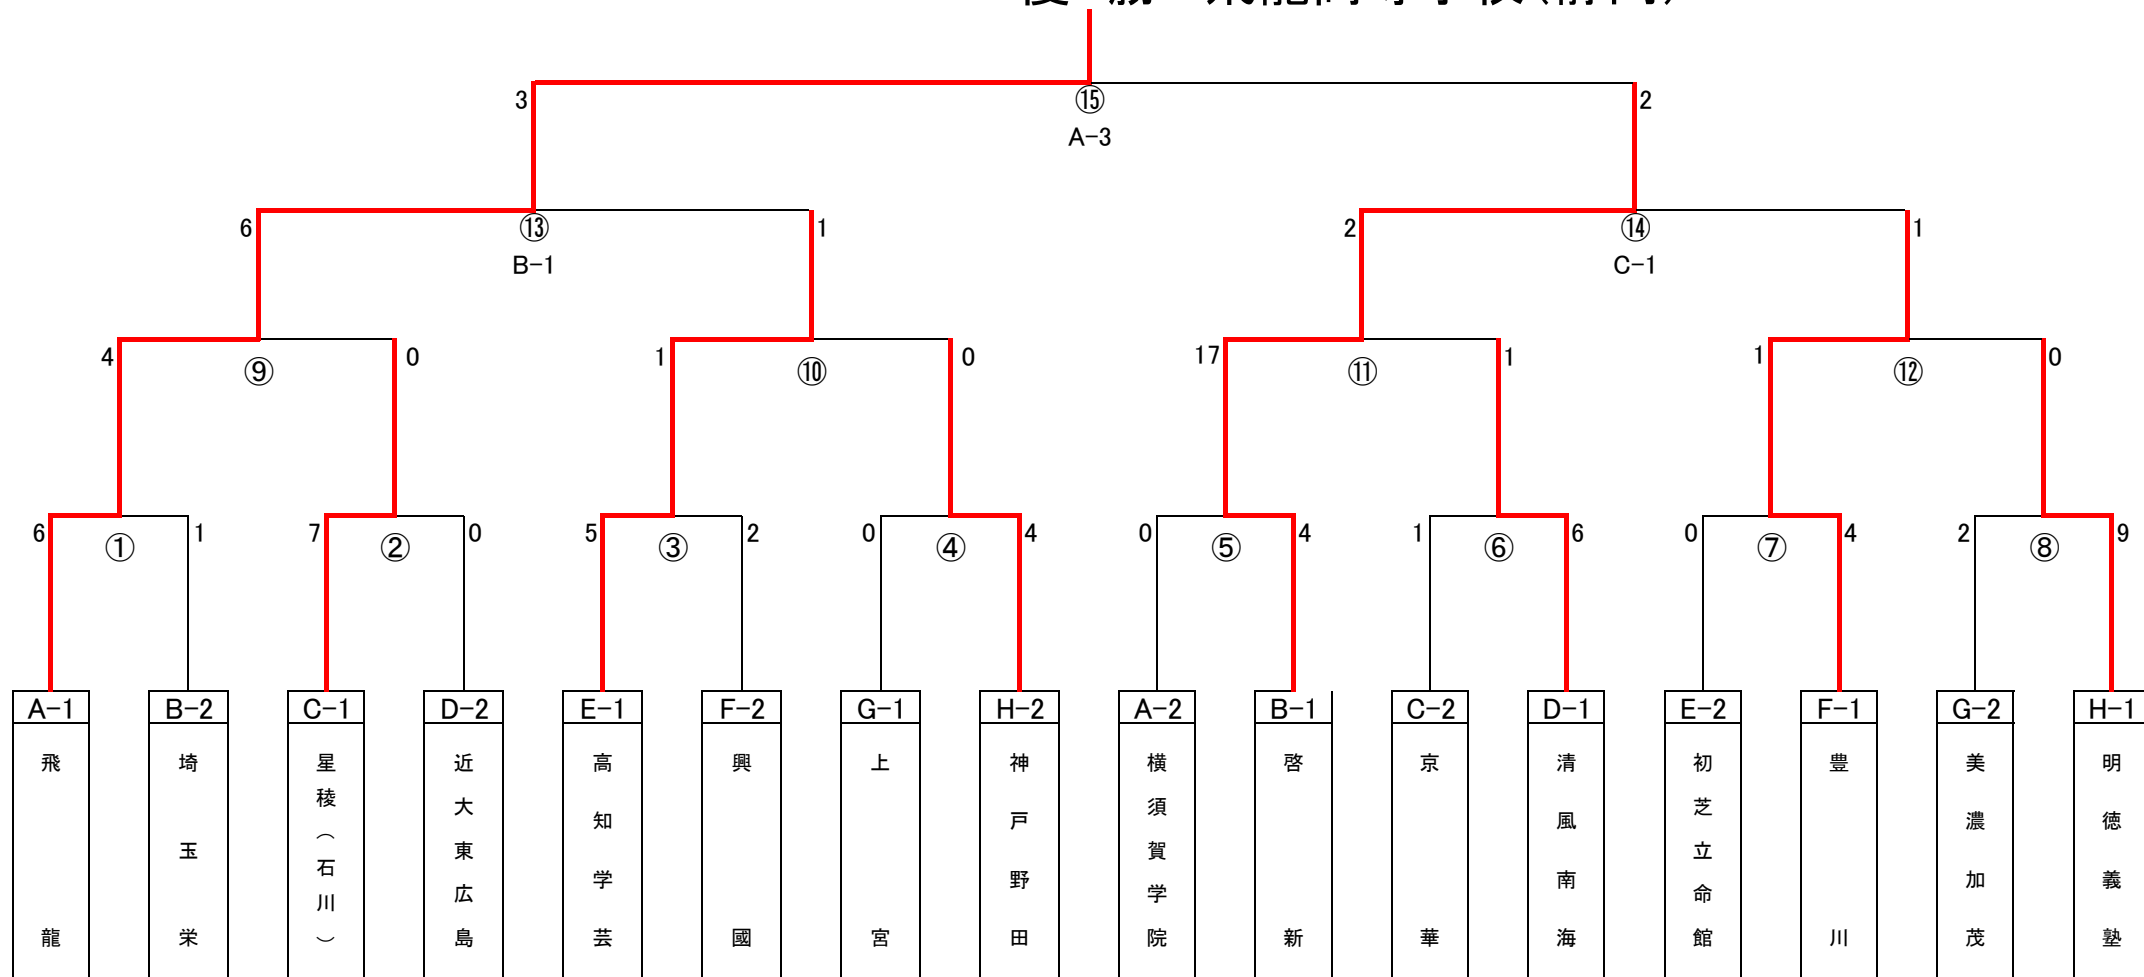 3 ⑮ 2
A-3
6 ⑬ 1 2 ⑭ 1
B-1 C-1
4 ⑨ 0 1 ⑩ 0 17 ⑪ 1 1 ⑫ 0
6 ① 1 7 ② 0 5 ③ 2 0 ④ 4 0 ⑤ 4 1 ⑥ 6 0 ⑦ 4 2 ⑧ 9
A-1 B-2 C-1 D-2 E-1 F-2 G-1 H-2 A-2 B-1 C-2 D-1 E-2 F-1 G-2 H-1
飛龍
埼玉栄
星稜(石川)
近大東広島
高知学芸
興國
上宮
神戸野田
横須賀学院
啓新
京華
清風南海
初芝立命館
豊川
美濃加茂
明徳義塾